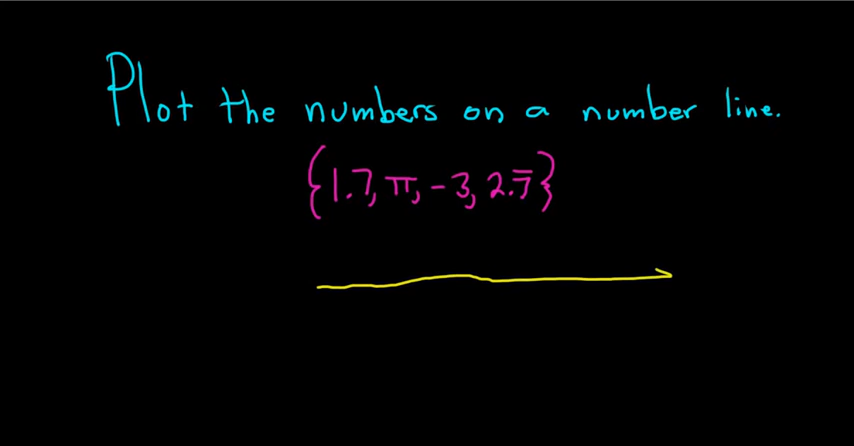 Plot the numbers on a number line.
{1.7, π, -3, 2.7̅}